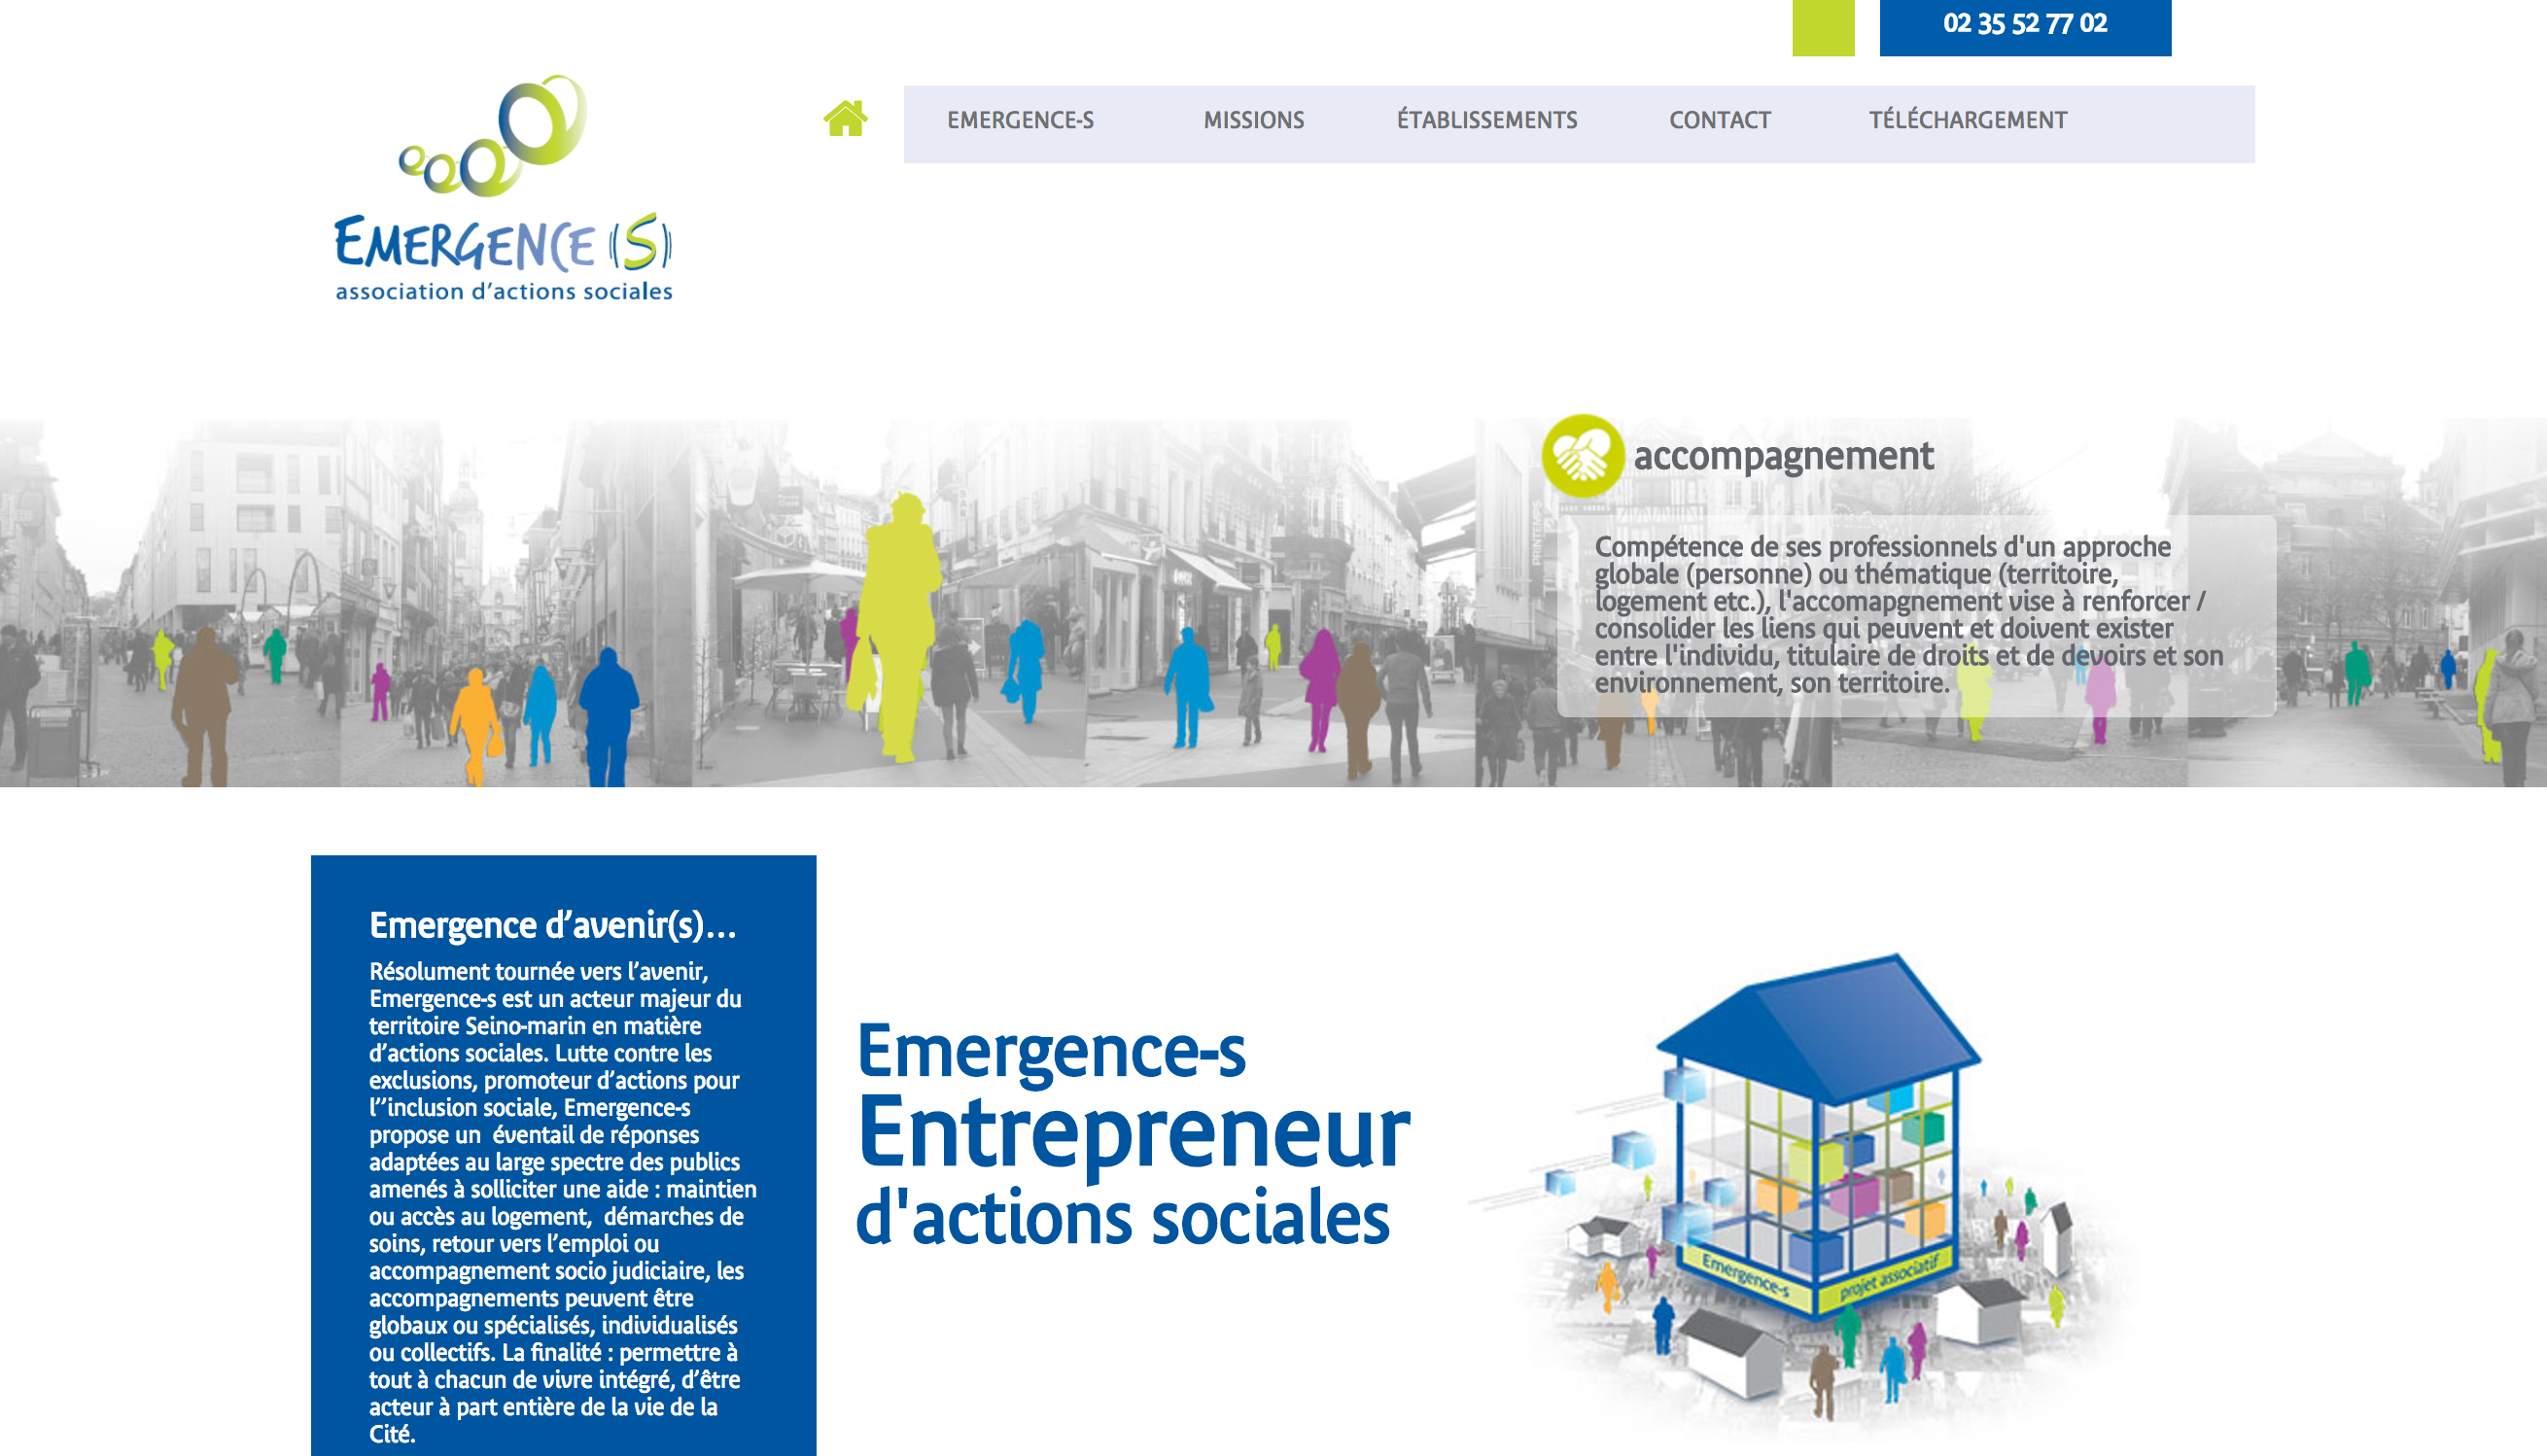 02 35 52 77 02
EMERGENCE-S
MISSIONS
ÉTABLISSEMENTS
CONTACT
TÉLÉCHARGEMENT
EMERGENCE (S)
association d'actions sociales
accompagnement
PRINTEMPS
Compétence de ses professionnels d'un approche
globale (personne) ou thématique (territoire,
logement etc.), l'accomapgnement vise à renforcer /
consolider les liens qui peuvent et doivent exister
entre l'individu, titulaire de droits et de devoirs et son
environnement, son territoire.
Emergence d’avenir(s)…
Résolument tournée vers l’avenir,
Emergence-s est un acteur majeur du
territoire Seino-marin en matière
d’actions sociales. Lutte contre les
exclusions, promoteur d’actions pour
l’’inclusion sociale, Emergence-s
propose un  éventail de réponses
adaptées au large spectre des publics
amenés à solliciter une aide : maintien
ou accès au logement,  démarches de
soins, retour vers l’emploi ou
accompagnement socio judiciaire, les
accompagnements peuvent être
globaux ou spécialisés, individualisés
ou collectifs. La finalité : permettre à
tout à chacun de vivre intégré, d’être
acteur à part entière de la vie de la
Cité.
Emergence-s
Entrepreneur
d'actions sociales
Emergence-s
projet associatif